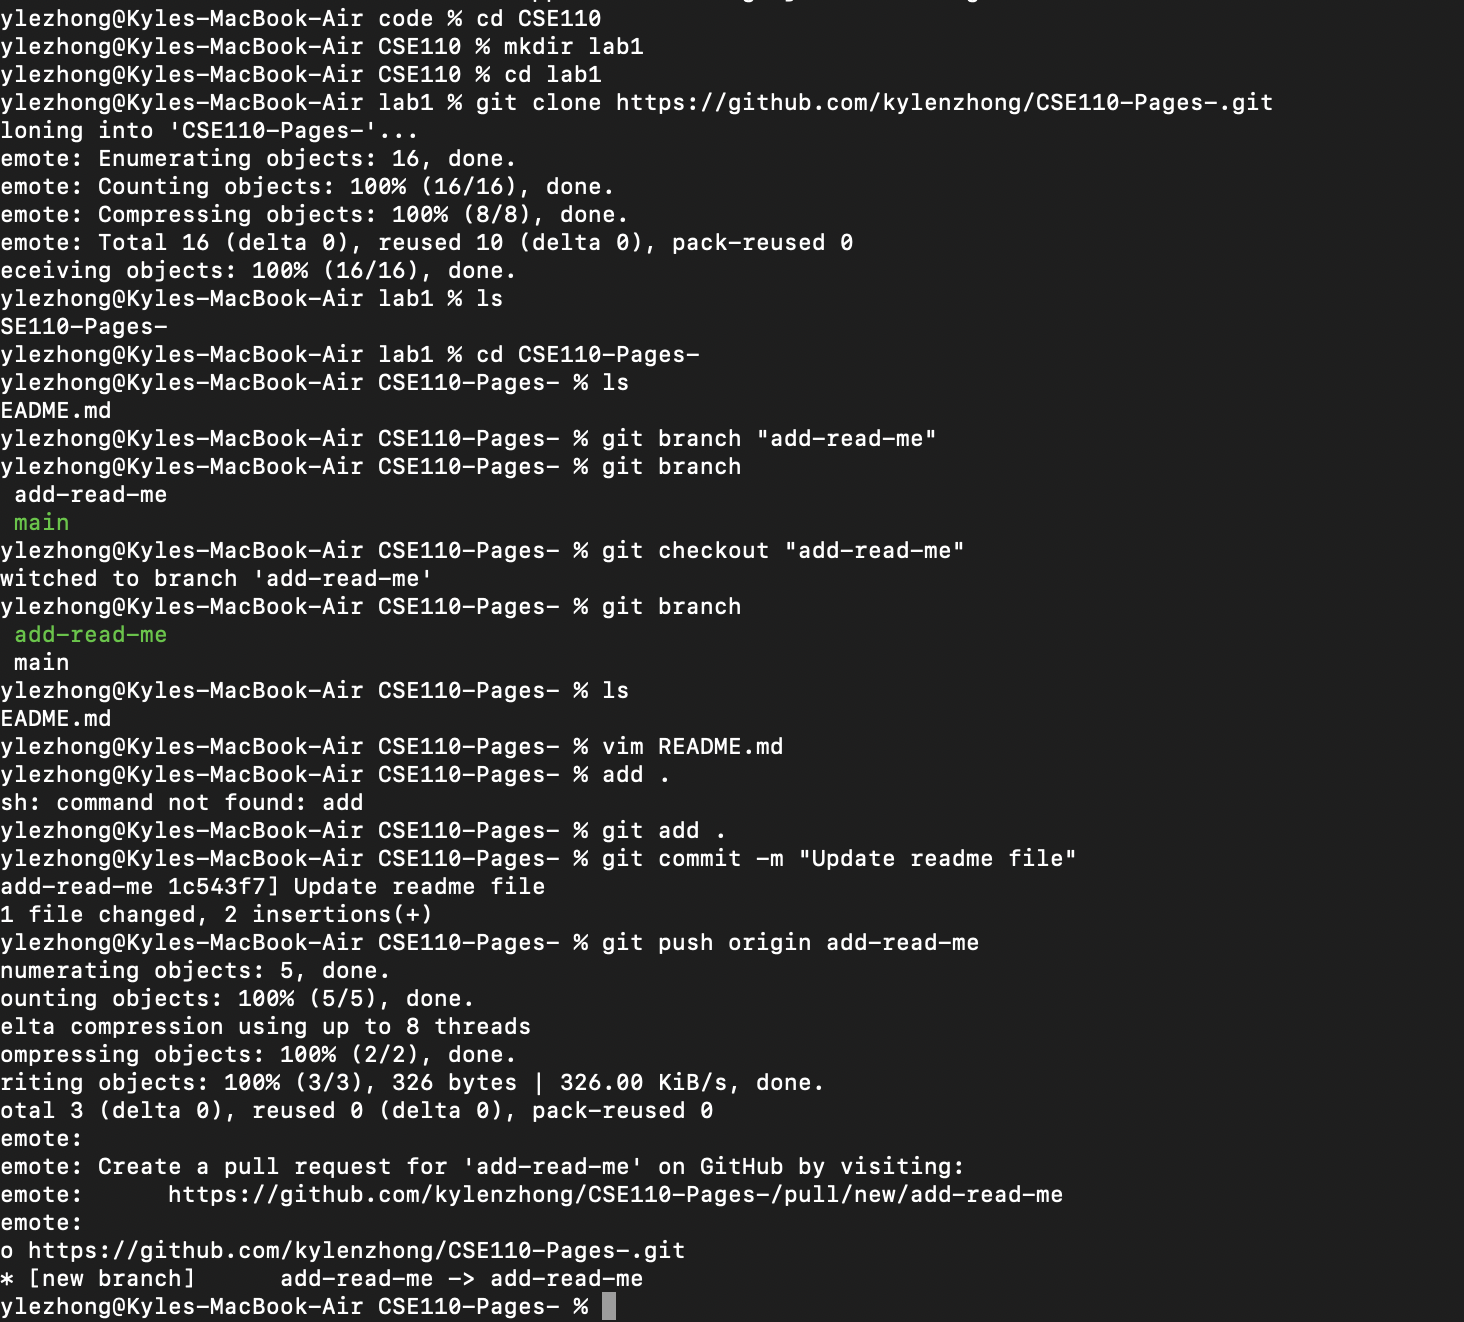 ylezhong@Kyles-MacBook-Air code % cd CSE110
ylezhong@Kyles-MacBook-Air CSE110 % mkdir lab1
ylezhong@Kyles-MacBook-Air CSE110 % cd lab1
ylezhong@Kyles-MacBook-Air lab1 % git clone https://github.com/kylenzhong/CSE110-Pages-.git
loning into 'CSE110-Pages-'...
emote: Enumerating objects: 16, done.
emote: Counting objects: 100% (16/16), done.
emote: Compressing objects: 100% (8/8), done.
emote: Total 16 (delta 0), reused 10 (delta 0), pack-reused 0
eceiving objects: 100% (16/16), done.
ylezhong@Kyles-MacBook-Air lab1 % ls
SE110-Pages-
ylezhong@Kyles-MacBook-Air lab1 % cd CSE110-Pages-
ylezhong@Kyles-MacBook-Air CSE110-Pages- % ls
EADME.md
ylezhong@Kyles-MacBook-Air CSE110-Pages- % git branch "add-read-me"
ylezhong@Kyles-MacBook-Air CSE110-Pages- % git branch
add-read-me
main
ylezhong@Kyles-MacBook-Air CSE110-Pages- % git checkout "add-read-me"
witched to branch 'add-read-me'
ylezhong@Kyles-MacBook-Air CSE110-Pages- % git branch
add-read-me
main
ylezhong@Kyles-MacBook-Air CSE110-Pages- % ls
EADME.md
ylezhong@Kyles-MacBook-Air CSE110-Pages- % vim README.md
ylezhong@Kyles-MacBook-Air CSE110-Pages- % add .
sh: command not found: add
ylezhong@Kyles-MacBook-Air CSE110-Pages- % git add .
ylezhong@Kyles-MacBook-Air CSE110-Pages- % git commit -m "Update readme file"
add-read-me 1c543f7] Update readme file
1 file changed, 2 insertions(+)
ylezhong@Kyles-MacBook-Air CSE110-Pages- % git push origin add-read-me
numerating objects: 5, done.
ounting objects: 100% (5/5), done.
elta compression using up to 8 threads
ompressing objects: 100% (2/2), done.
riting objects: 100% (3/3), 326 bytes | 326.00 KiB/s, done.
otal 3 (delta 0), reused 0 (delta 0), pack-reused 0
emote:
emote: Create a pull request for 'add-read-me' on GitHub by visiting:
emote:      https://github.com/kylenzhong/CSE110-Pages-/pull/new/add-read-me
emote:
o https://github.com/kylenzhong/CSE110-Pages-.git
* [new branch]      add-read-me -> add-read-me
ylezhong@Kyles-MacBook-Air CSE110-Pages- %